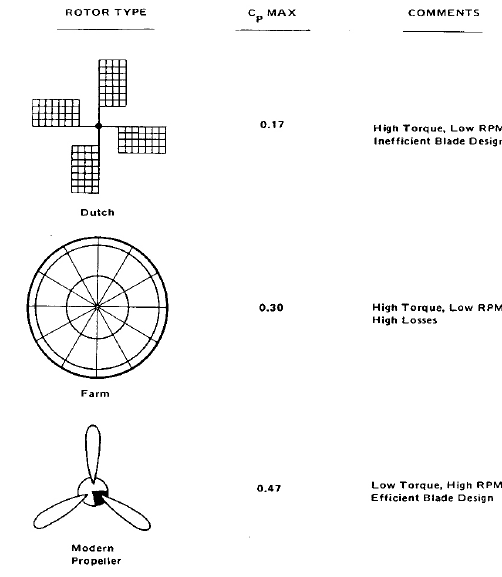 ROTOR TYPE
Cp MAX
COMMENTS
Dutch
0.17
High Torque, Low RPM
Inefficient Blade Design
Farm
0.30
High Torque, Low RPM
High Losses
Modern
Propeller
0.47
Low Torque, High RPM
Efficient Blade Design